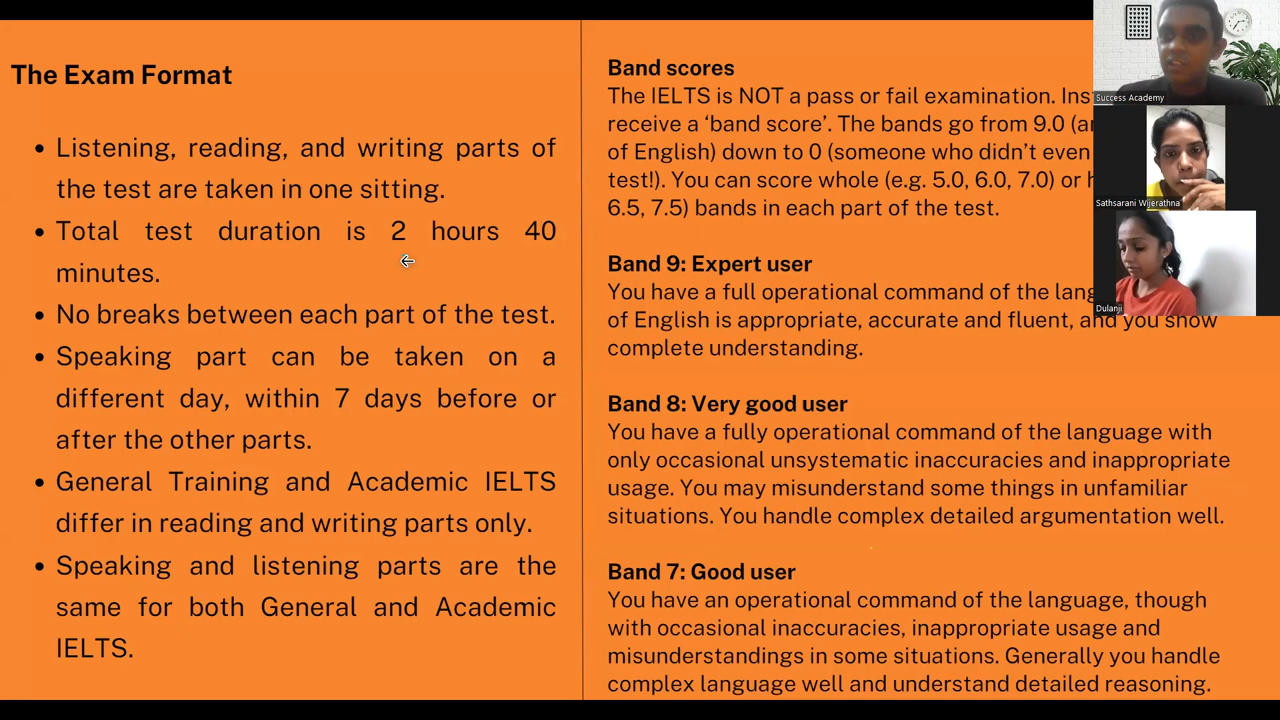 The Exam Format
Listening, reading, and writing parts of
the test are taken in one sitting.
Total test duration is 2 hours 40
minutes.
No breaks between each part of the test.
Speaking part can be taken on a
different day, within 7 days before or
after the other parts.
General Training and Academic IELTS
differ in reading and writing parts only.
Speaking and listening parts are the
same for both General and Academic
IELTS.
Band scores
The IELTS is NOT a pass or fail examination.
receive a ‘band score’. The bands go from 9.0
of English) down to 0 (someone who didn’t even
test!). You can score whole (e.g. 5.0, 6.0, 7.0) or
6.5, 7.5) bands in each part of the test.
Band 9: Expert user
You have a full operational command of the
of English is appropriate, accurate and fluent, and you show
complete understanding.
Band 8: Very good user
You have a fully operational command of the language with
only occasional unsystematic inaccuracies and inappropriate
usage. You may misunderstand some things in unfamiliar
situations. You handle complex detailed argumentation well.
Band 7: Good user
You have an operational command of the language, though
with occasional inaccuracies, inappropriate usage and
misunderstandings in some situations. Generally you handle
complex language well and understand detailed reasoning.
Success Academy
Sathsarani Wijerathna
Dulanji